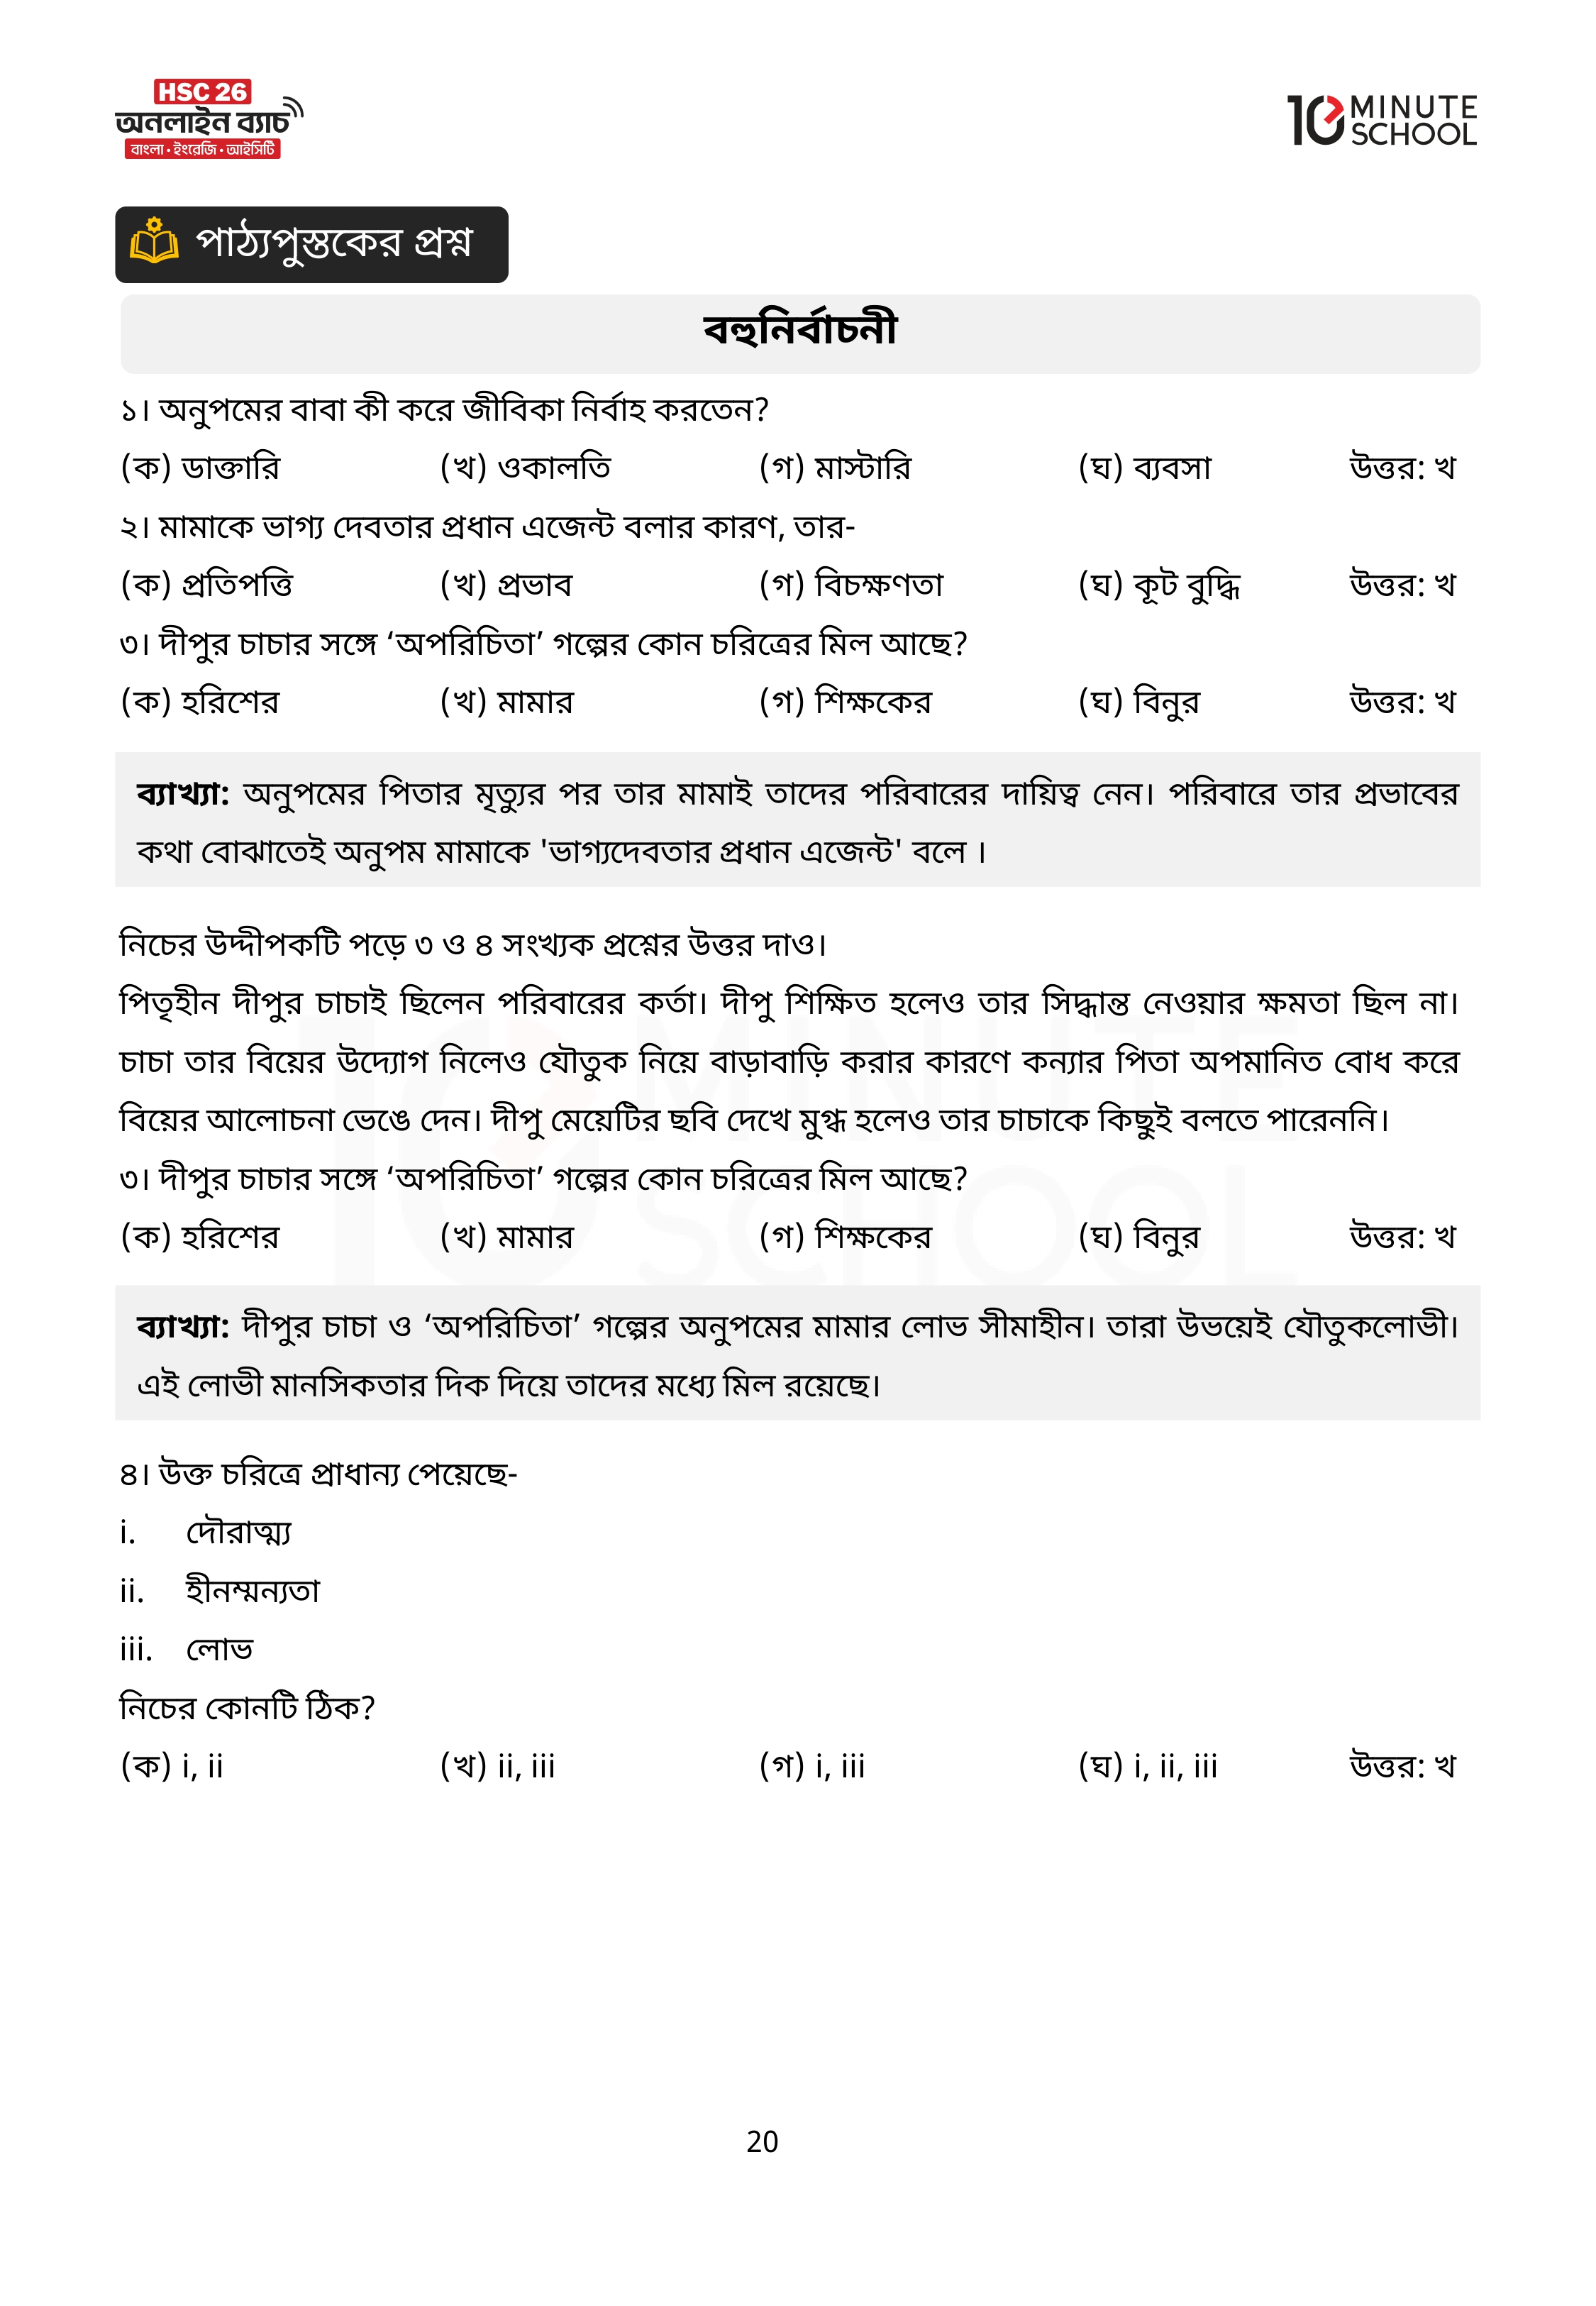 HSC 26
অনলাইন ব্যাচ
বাংলা • ইংরেজি • আইসিটি
10 MINUTE SCHOOL
পাঠ্যপুস্তকের প্রশ্ন
বহুনির্বাচনী
১। অনুপমের বাবা কী করে জীবিকা নির্বাহ করতেন?
(ক) ডাক্তারি (খ) ওকালতি (গ) মাস্টারি (ঘ) ব্যবসা উত্তর: খ
২। মামাকে ভাগ্য দেবতার প্রধান এজেন্ট বলার কারণ, তার-
(ক) প্রতিপত্তি (খ) প্রভাব (গ) বিচক্ষণতা (ঘ) কূট বুদ্ধি উত্তর: খ
৩। দীপুর চাচার সঙ্গে ‘অপরিচিতা’ গল্পের কোন চরিত্রের মিল আছে?
(ক) হরিশের (খ) মামার (গ) শিক্ষকের (ঘ) বিনুর উত্তর: খ
ব্যাখ্যা: অনুপমের পিতার মৃত্যুর পর তার মামাই তাদের পরিবারের দায়িত্ব নেন। পরিবারে তার প্রভাবের
কথা বোঝাতেই অনুপম মামাকে 'ভাগ্যদেবতার প্রধান এজেন্ট' বলে ।
নিচের উদ্দীপকটি পড়ে ৩ ও ৪ সংখ্যক প্রশ্নের উত্তর দাও।
পিতৃহীন দীপুর চাচাই ছিলেন পরিবারের কর্তা। দীপু শিক্ষিত হলেও তার সিদ্ধান্ত নেওয়ার ক্ষমতা ছিল না।
চাচা তার বিয়ের উদ্যোগ নিলেও যৌতুক নিয়ে বাড়াবাড়ি করার কারণে কন্যার পিতা অপমানিত বোধ করে
বিয়ের আলোচনা ভেঙে দেন। দীপু মেয়েটির ছবি দেখে মুগ্ধ হলেও তার চাচাকে কিছুই বলতে পারেননি।
৩। দীপুর চাচার সঙ্গে ‘অপরিচিতা’ গল্পের কোন চরিত্রের মিল আছে?
(ক) হরিশের (খ) মামার (গ) শিক্ষকের (ঘ) বিনুর উত্তর: খ
ব্যাখ্যা: দীপুর চাচা ও ‘অপরিচিতা’ গল্পের অনুপমের মামার লোভ সীমাহীন। তারা উভয়েই যৌতুকলোভী।
এই লোভী মানসিকতার দিক দিয়ে তাদের মধ্যে মিল রয়েছে।
৪। উক্ত চরিত্রে প্রাধান্য পেয়েছে-
i. দৌরাত্ম্য
ii. হীনম্মন্যতা
iii. লোভ
নিচের কোনটি ঠিক?
(ক) i, ii (খ) ii, iii (গ) i, iii (ঘ) i, ii, iii উত্তর: খ
20